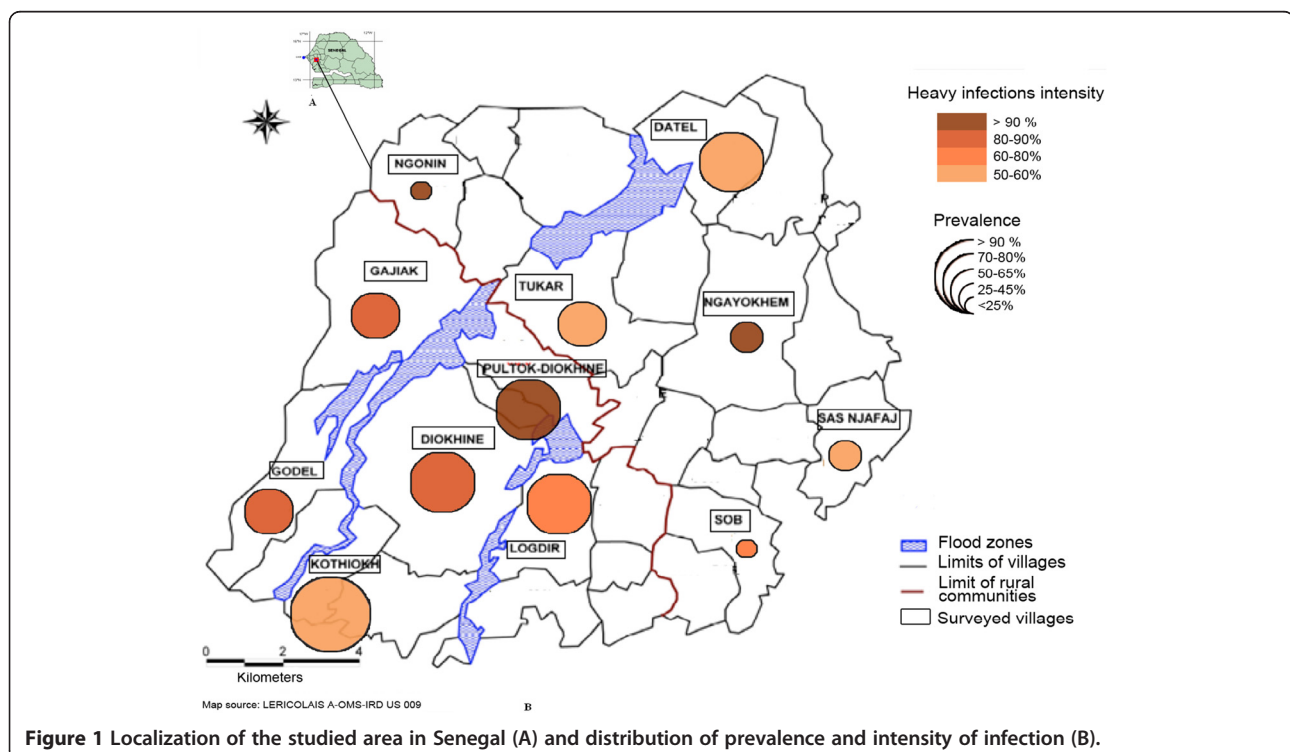 SENEGAL
A
DATEL
NGONIN
GAJIAK
TUKAR
NGAYOKHEM
PULTOK-DIOKHINE
SAS NJAFAJ
DIOKHINE
GODEL
SOB
LOGDIR
KOTHIOKH
0 2 4
Kilometers
Map source: LERICOLAIS A-OMS-IRD US 009
B
Heavy infections intensity
> 90 %
80-90%
60-80%
50-60%
Prevalence
> 90 %
70-80%
50-65%
25-45%
<25%
Flood zones
Limits of villages
Limit of rural
communities
Surveyed villages
Figure 1 Localization of the studied area in Senegal (A) and distribution of prevalence and intensity of infection (B).